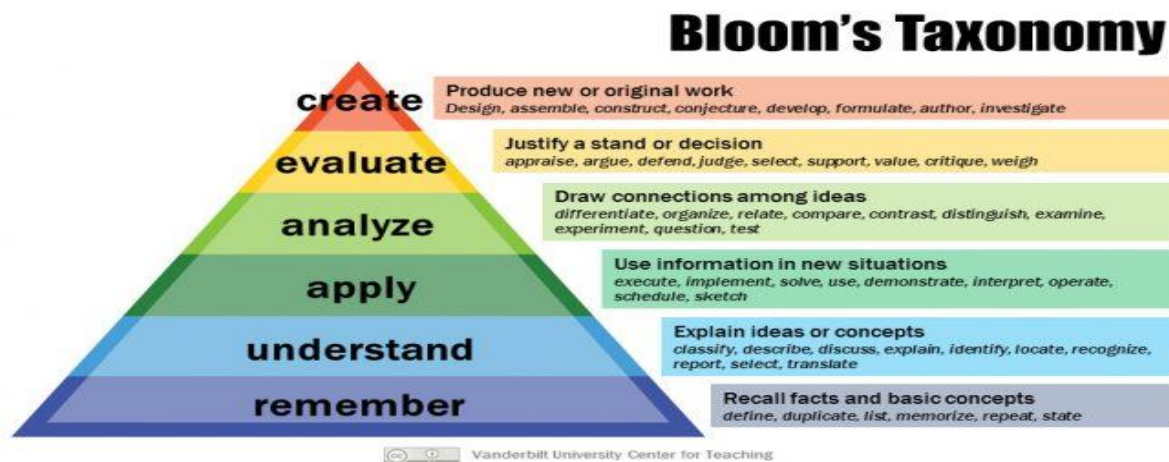 Bloom's Taxonomy
create
Produce new or original work
Design, assemble, construct, conjecture, develop, formulate, author, investigate
evaluate
Justify a stand or decision
appraise, argue, defend, judge, select, support, value, critique, weigh
analyze
Draw connections among ideas
differentiate, organize, relate, compare, contrast, distinguish, examine,
experiment, question, test
apply
Use information in new situations
execute, implement, solve, use, demonstrate, interpret, operate,
schedule, sketch
understand
Explain ideas or concepts
classify, describe, discuss, explain, identify, locate, recognize,
report, select, translate
remember
Recall facts and basic concepts
define, duplicate, list, memorize, repeat, state
cc Vanderbilt University Center for Teaching